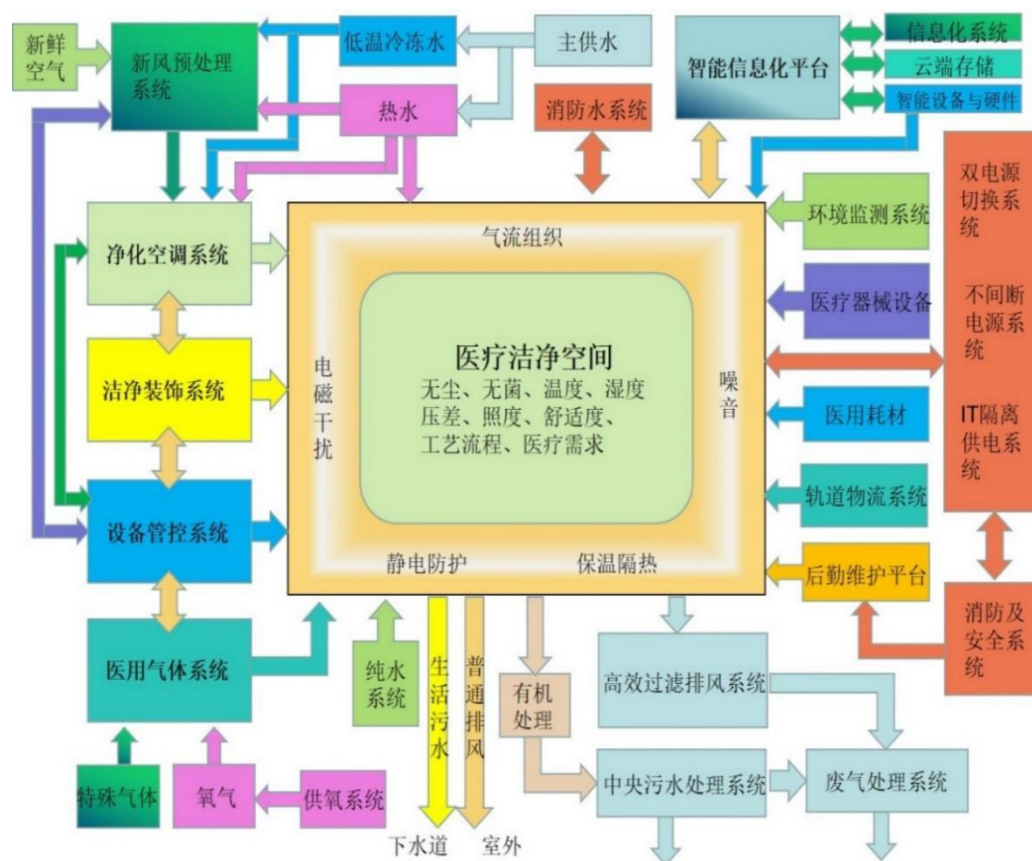 新鲜
空气
新风预处理
系统
低温冷冻水
主供水
热水
消防水系统
智能信息化平台
信息化系统
云端存储
智能设备与硬件
净化空调系统
洁净装饰系统
设备管控系统
医用气体系统
特殊气体
氧气
供氧系统
气流组织
电磁干扰
医疗洁净空间
无尘、无菌、温度、湿度
压差、照度、舒适度、
工艺流程、医疗需求
噪音
静电防护
保温隔热
环境监测系统
医疗器械设备
医用耗材
轨道物流系统
后勤维护平台
双电源
切换系
统
不间断
电源系
统
IT隔离
供电系
统
消防及
安全系
统
纯水
系统
生活污水
普通排风
有机
处理
高效过滤排风系统
中央污水处理系统
废气处理系统
下水道
室外